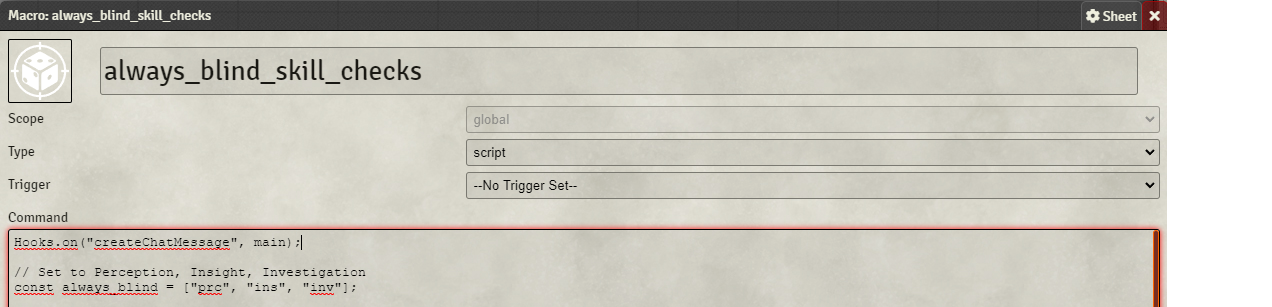 Macro: always_blind_skill_checks
Sheet
always_blind_skill_checks
Scope
global
Type
script
Trigger
--No Trigger Set--
Command
Hooks.on("createChatMessage", main);
// Set to Perception, Insight, Investigation
const always_blind = ["prc", "ins", "inv"];